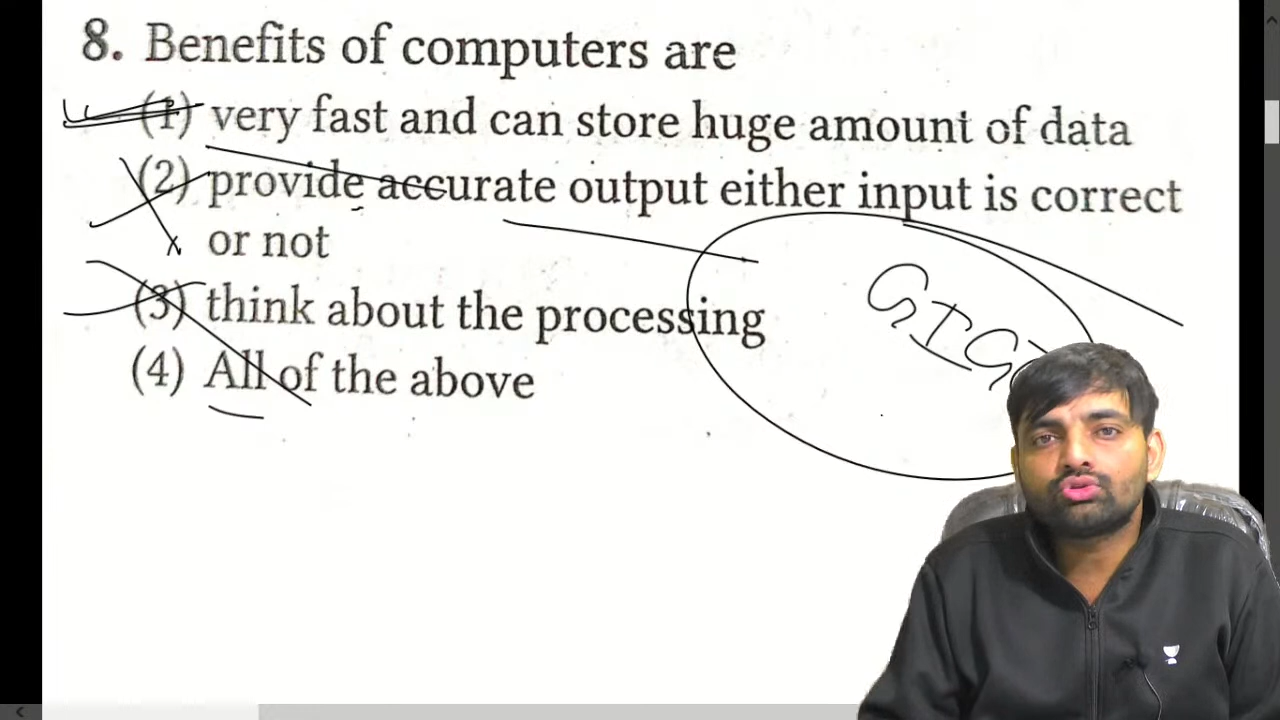 8. Benefits of computers are
(1) very fast and can store huge amount of data
(2) provide accurate output either input is correct
or not
(3) think about the processing
(4) All of the above